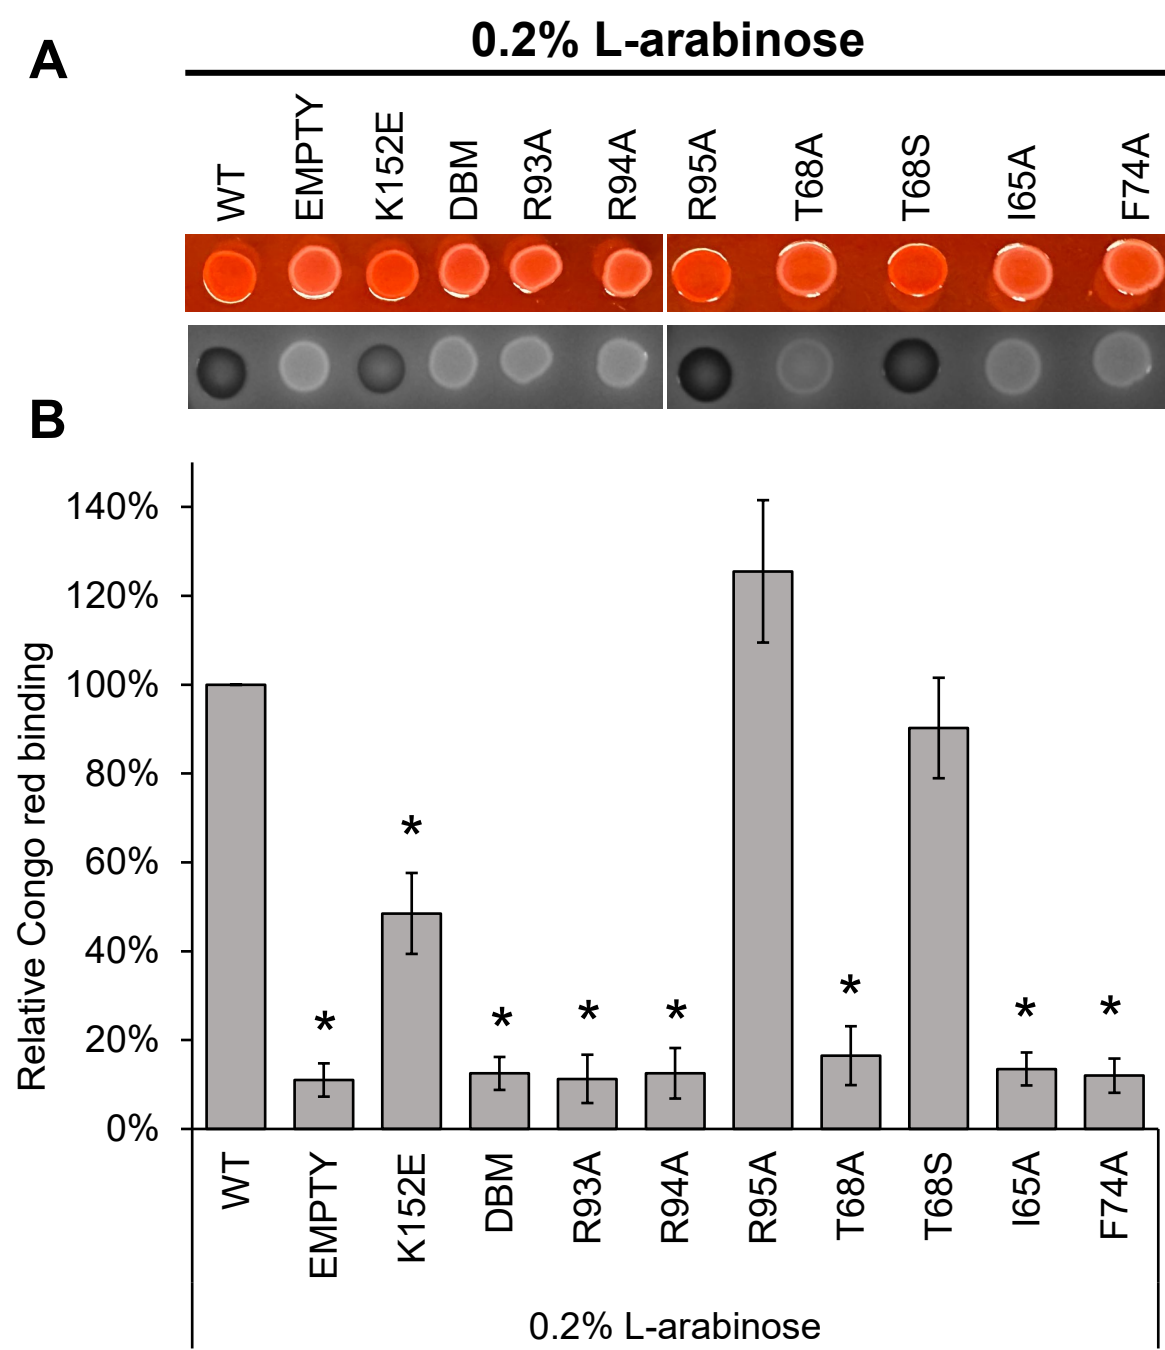 A
0.2% L-arabinose
WT EMPTY K152E DBM R93A R94A R95A T68A T68S I65A F74A
B
Relative Congo red binding
140%
120%
100%
80%
60%
40%
20%
0%
* * * * * * * *
WT EMPTY K152E DBM R93A R94A R95A T68A T68S I65A F74A
0.2% L-arabinose